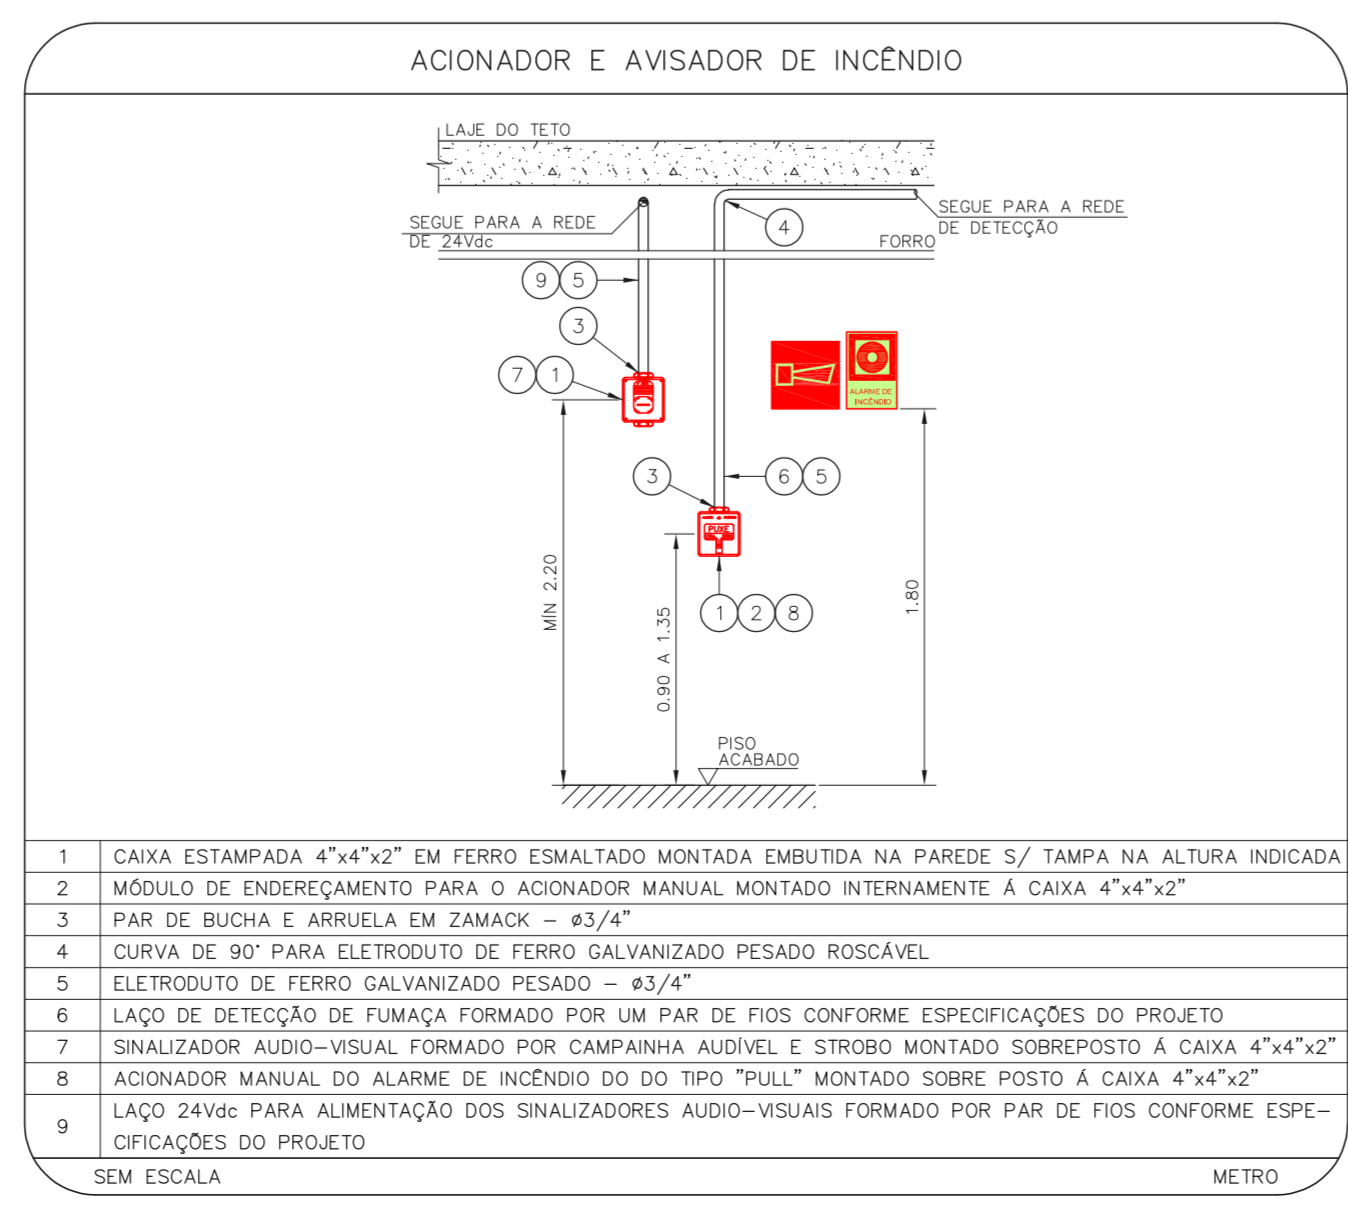 ACIONADOR E AVISADOR DE INCÊNDIO
LAJE DO TETO
SEGUE PARA A REDE
DE 24Vdc
SEGUE PARA A REDE
DE DETECÇÃO
4
FORRO
9 5
3
7 1
ALARME DE
INCÊNDIO
3
6 5
PUXE
1 2 8
MÍN 2.20
0.90 A 1.35
1.80
PISO
ACABADO
1 CAIXA ESTAMPADA 4"x4"x2" EM FERRO ESMALTADO MONTADA EMBUTIDA NA PAREDE S/ TAMPA NA ALTURA INDICADA
2 MÓDULO DE ENDEREÇAMENTO PARA O ACIONADOR MANUAL MONTADO INTERNAMENTE Á CAIXA 4"x4"x2"
3 PAR DE BUCHA E ARRUELA EM ZAMACK – ø3/4"
4 CURVA DE 90° PARA ELETRODUTO DE FERRO GALVANIZADO PESADO ROSCÁVEL
5 ELETRODUTO DE FERRO GALVANIZADO PESADO – ø3/4"
6 LAÇO DE DETECÇÃO DE FUMAÇA FORMADO POR UM PAR DE FIOS CONFORME ESPECIFICAÇÕES DO PROJETO
7 SINALIZADOR AUDIO–VISUAL FORMADO POR CAMPAINHA AUDÍVEL E STROBO MONTADO SOBREPOSTO Á CAIXA 4"x4"x2"
8 ACIONADOR MANUAL DO ALARME DE INCÊNDIO DO DO TIPO "PULL" MONTADO SOBRE POSTO Á CAIXA 4"x4"x2"
9 LAÇO 24Vdc PARA ALIMENTAÇÃO DOS SINALIZADORES AUDIO–VISUAIS FORMADO POR PAR DE FIOS CONFORME ESPE–
CIFICAÇÕES DO PROJETO
SEM ESCALA
METRO